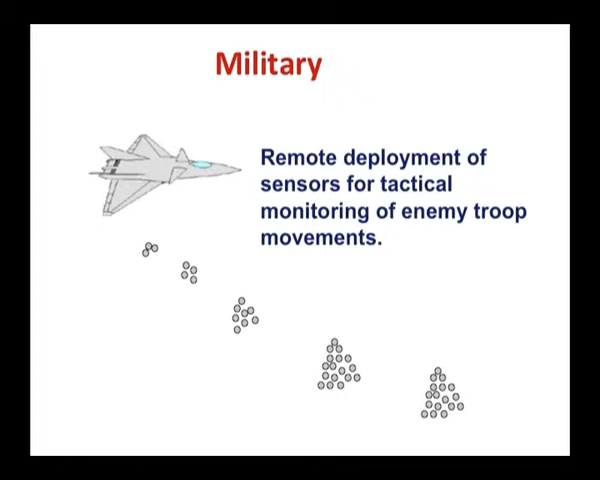 Military
Remote deployment of
sensors for tactical
monitoring of enemy troop
movements.